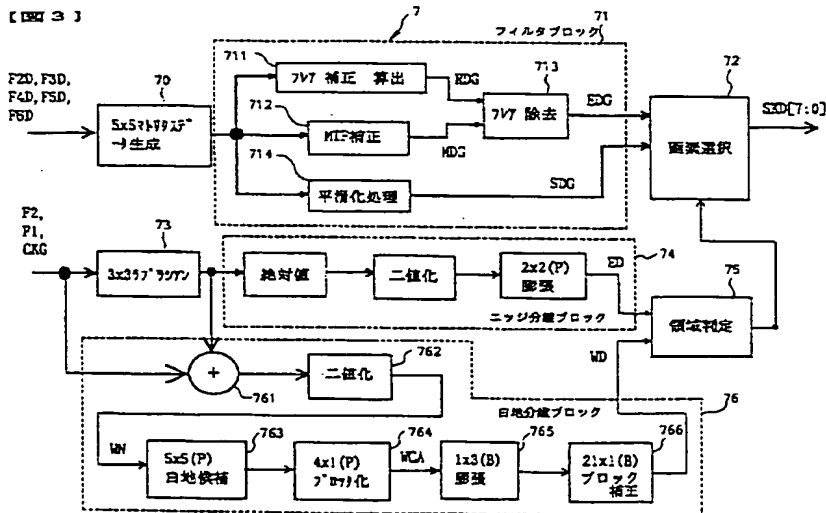 【図3】
7
フィルタブロック
71
711
ｱﾚｱ 補正 算出
RDG
713
ｱﾚｱ 除去
EDG
72
画素選択
S3D[7:0]
F2D, F3D,
F4D, F5D,
F6D
70
5x5ﾏﾄﾘｸｽﾃﾞ
ｰﾀ生成
712
MTF補正
MDG
714
平滑化処理
SDG
F2,
F1,
CKG
73
3x3ﾗﾌﾟﾗｼｱﾝ
絶対値
二値化
2x2(P)
膨張
ED
74
エッジ分離ブロック
75
領域判定
WD
+
761
二値化
762
白地分離ブロック
76
WN
5x5(P)
白地候補
763
4x1(P)
ﾌﾞﾛｯｸ化
764
WCA
1x3(B)
膨張
765
21x1(B)
ブロック
補正
766